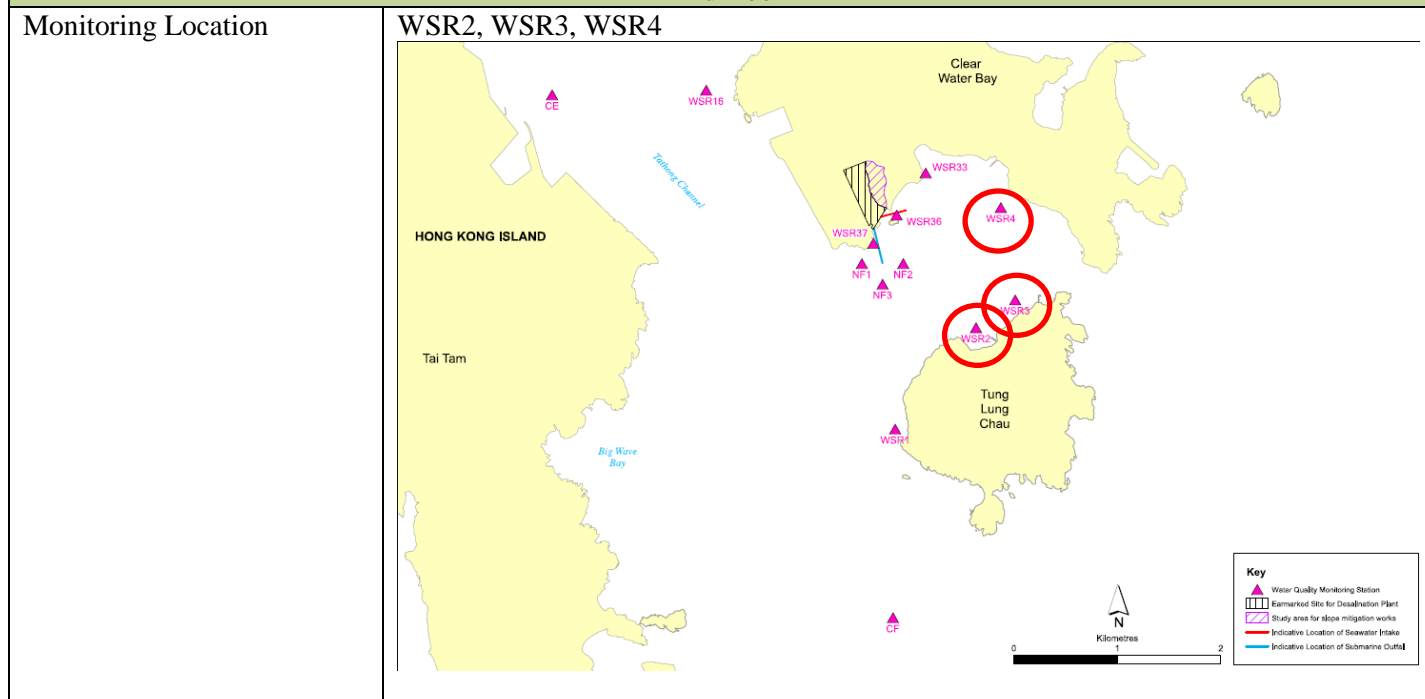 Monitoring Location
WSR2, WSR3, WSR4
Clear
Water Bay
CE
WSR16
Tathong Channel
WSR33
WSR4
WSR36
HONG KONG ISLAND
WSR37
NF1
NF2
NF3
WSR3
WSR2
Tai Tam
Tung
Lung
Chau
WSR1
Big Wave
Bay
CF
N
Kilometres
0 1 2
Key
Water Quality Monitoring Station
Earmarked Site for Desalination Plant
Study area for slope mitigation works
Indicative Location of Seawater Intake
Indicative Location of Submarine Outfall